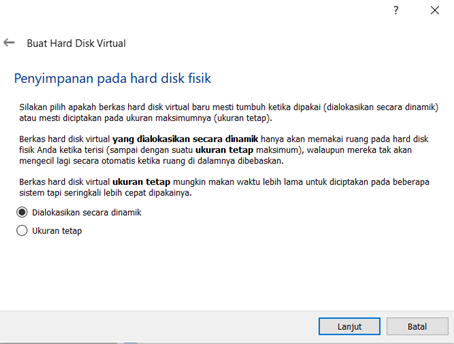 ?
Buat Hard Disk Virtual
Penyimpanan pada hard disk fisik
Silakan pilih apakah berkas hard disk virtual baru mesti tumbuh ketika dipakai (dialokasikan secara dinamik)
atau mesti diciptakan pada ukuran maksimumnya (ukuran tetap).
Berkas hard disk virtual yang dialokasikan secara dinamik hanya akan memakai ruang pada hard disk
fisik Anda ketika terisi (sampai dengan suatu ukuran tetap maksimum), walaupun mereka tak akan
mengecil lagi secara otomatis ketika ruang di dalamnya dibebaskan.
Berkas hard disk virtual ukuran tetap mungkin makan waktu lebih lama untuk diciptakan pada beberapa
sistem tapi seringkali lebih cepat dipakainya.
Dialokasikan secara dinamik
Ukuran tetap
Lanjut
Batal